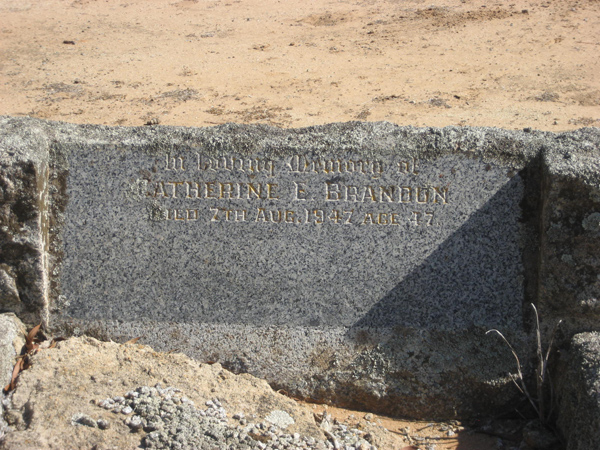 In Loving Memory of
CATHERINE E. BRANDON
DIED 7TH AUG. 1947 AGE 47